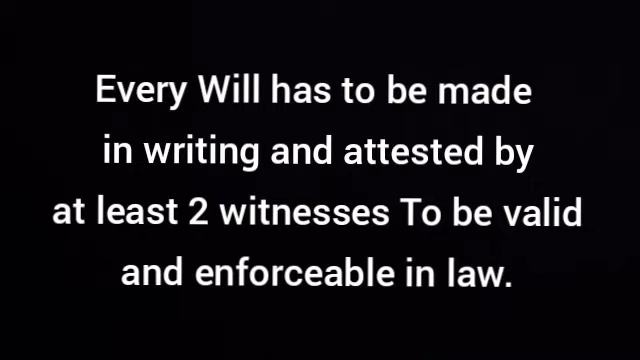 Every Will has to be made
in writing and attested by
at least 2 witnesses To be valid
and enforceable in law.